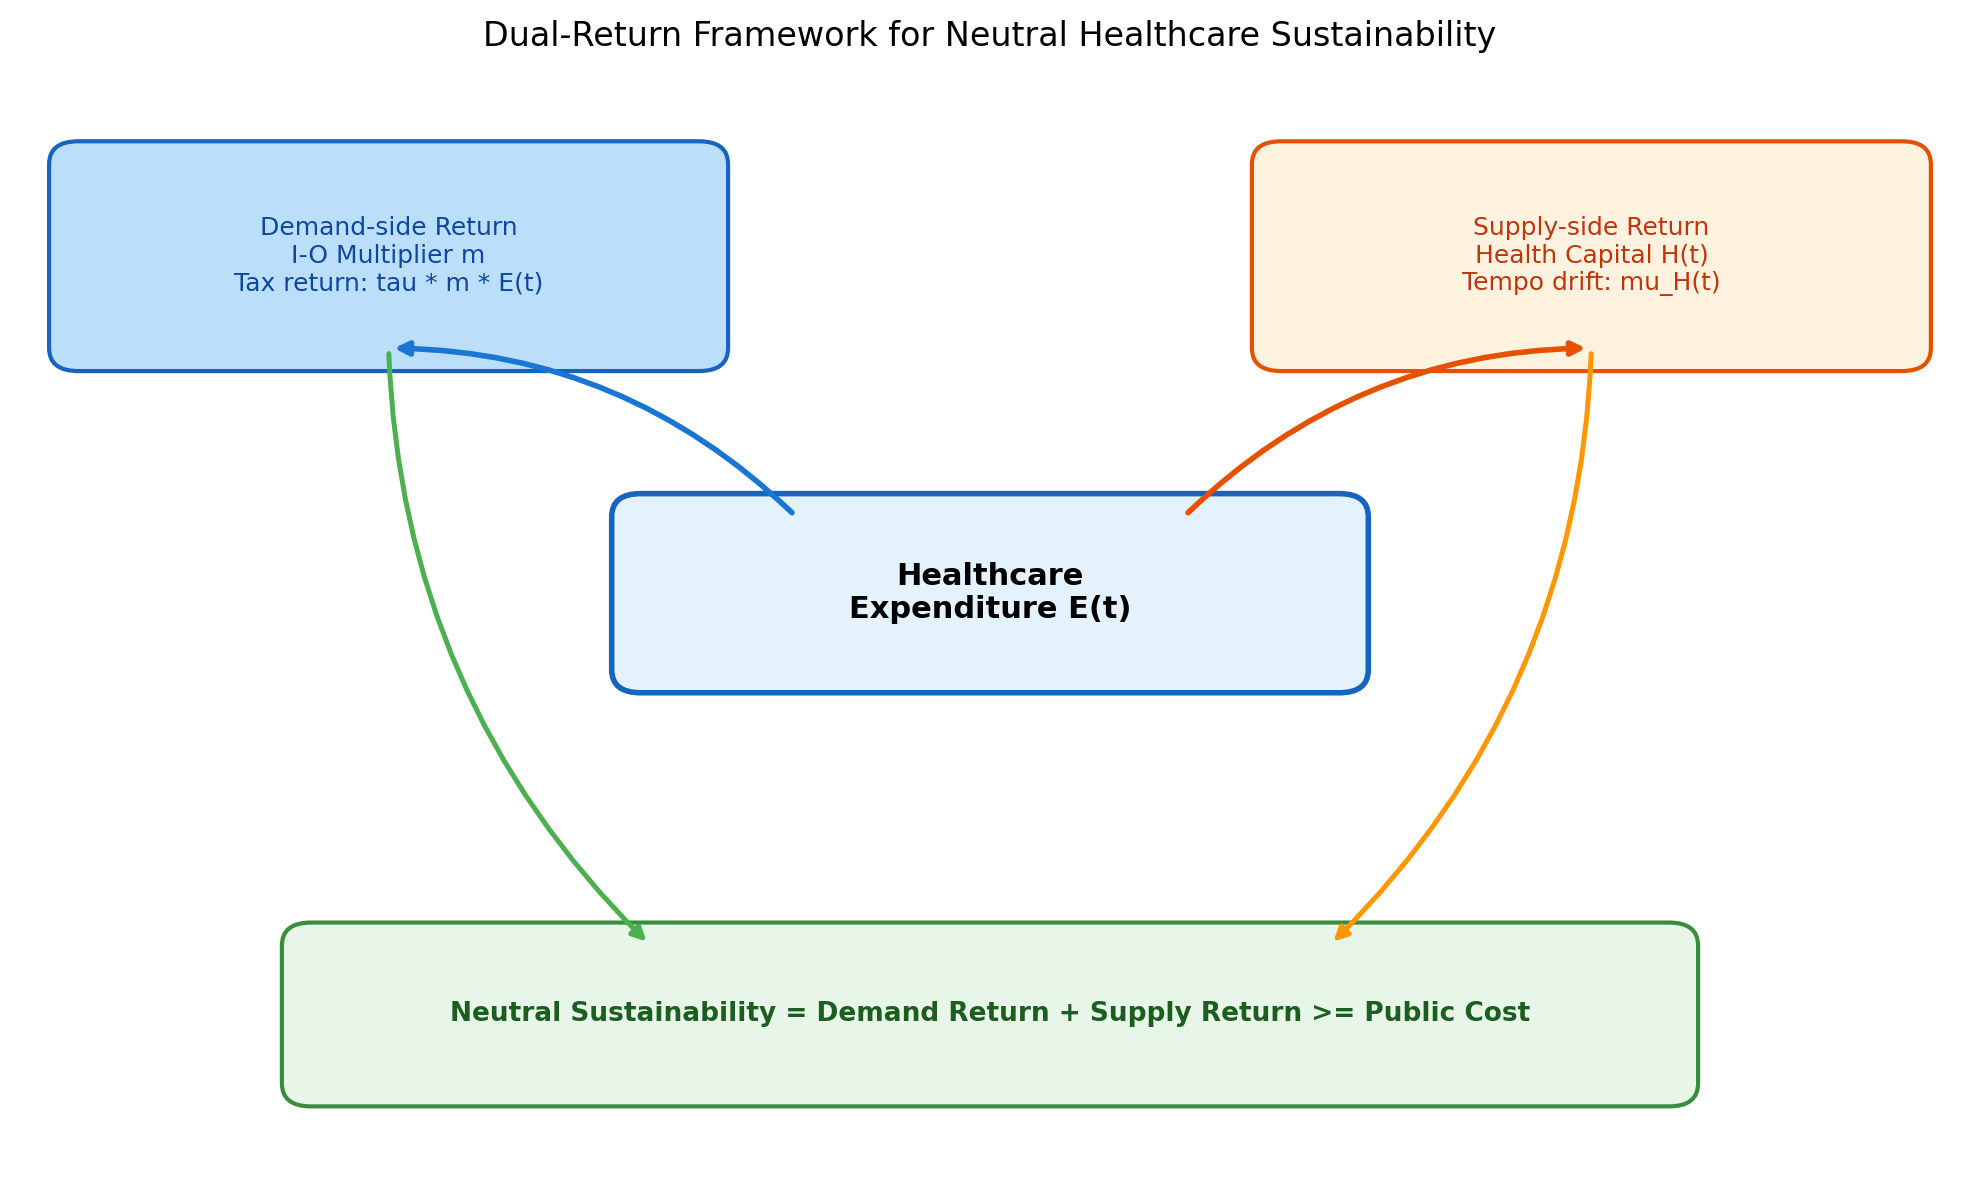 Dual-Return Framework for Neutral Healthcare Sustainability
Demand-side Return
I-O Multiplier m
Tax return: tau * m * E(t)
Supply-side Return
Health Capital H(t)
Tempo drift: mu_H(t)
Healthcare
Expenditure E(t)
Neutral Sustainability = Demand Return + Supply Return >= Public Cost